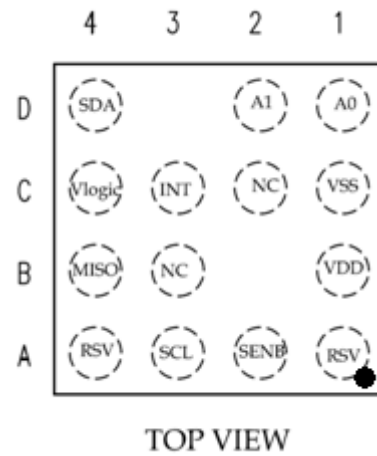 4 3 2 1
D SDA A1 A0
C Vlogic INT NC VSS
B MISO NC VDD
A RSV SCL SENB RSV
TOP VIEW